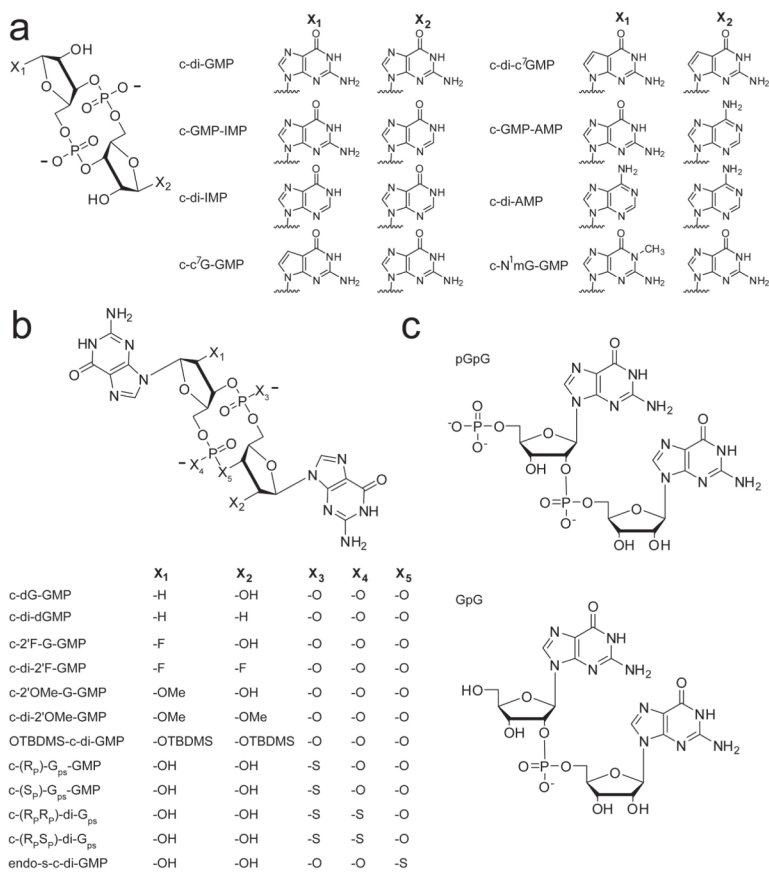 a
X1 X2 X1 X2
c-di-GMP
c-di-c7GMP
c-GMP-IMP
c-GMP-AMP
c-di-IMP
c-di-AMP
c-c7G-GMP
c-N1mG-GMP
b
c
pGpG
GpG
X1 X2 X3 X4 X5
c-dG-GMP -H -OH -O -O -O
c-di-dGMP -H -H -O -O -O
c-2'F-G-GMP -F -OH -O -O -O
c-di-2'F-GMP -F -F -O -O -O
c-2'OMe-G-GMP -OMe -OH -O -O -O
c-di-2'OMe-GMP -OMe -OMe -O -O -O
OTBDMS-c-di-GMP -OTBDMS -OTBDMS -O -O -O
c-(RP)-Gps-GMP -OH -OH -S -O -O
c-(SP)-Gps-GMP -OH -OH -S -O -O
c-(RPRP)-di-Gps -OH -OH -S -S -O
c-(RPSP)-di-Gps -OH -OH -S -S -O
endo-s-c-di-GMP -OH -OH -O -O -S